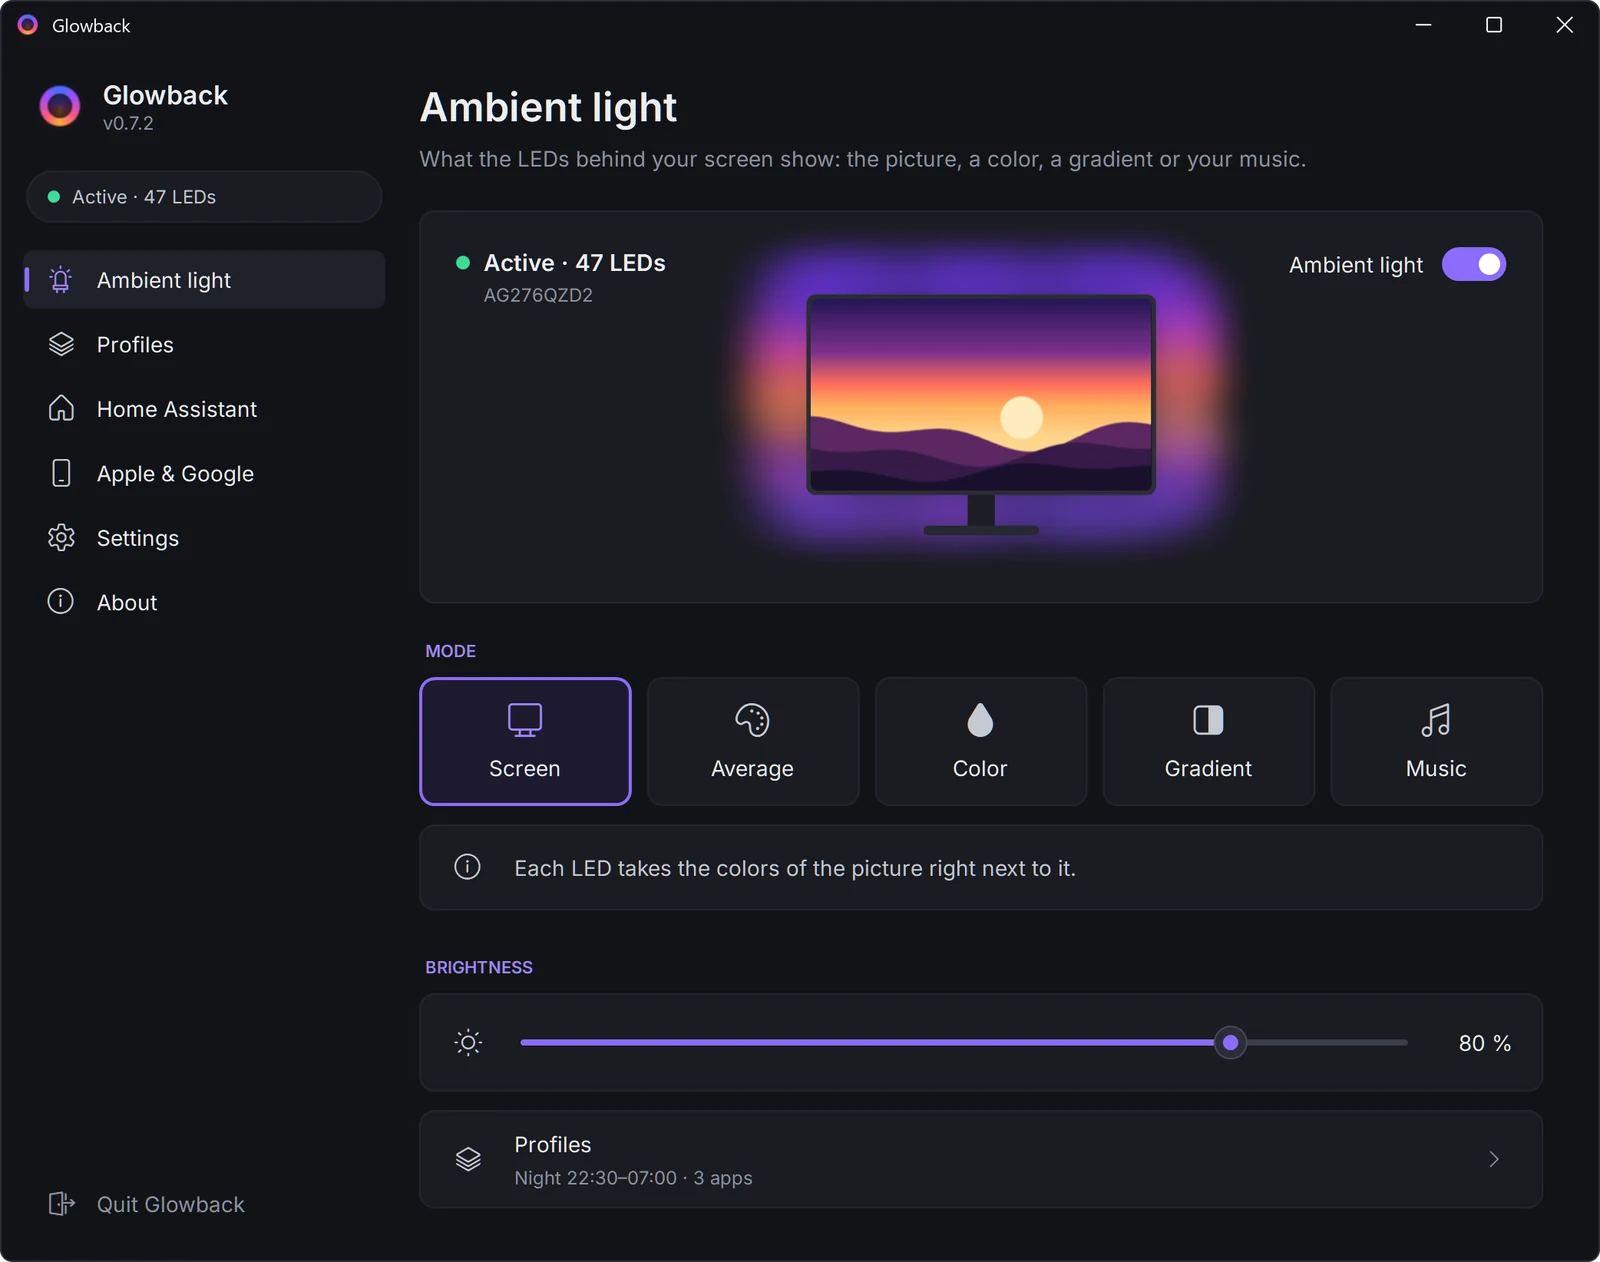 Glowback
Glowback
v0.7.2
Active · 47 LEDs
Ambient light
Profiles
Home Assistant
Apple & Google
Settings
About
Quit Glowback
Ambient light
What the LEDs behind your screen show: the picture, a color, a gradient or your music.
Active · 47 LEDs
AG276QZD2
Ambient light
MODE
Screen
Average
Color
Gradient
Music
Each LED takes the colors of the picture right next to it.
BRIGHTNESS
80 %
Profiles
Night 22:30–07:00 · 3 apps